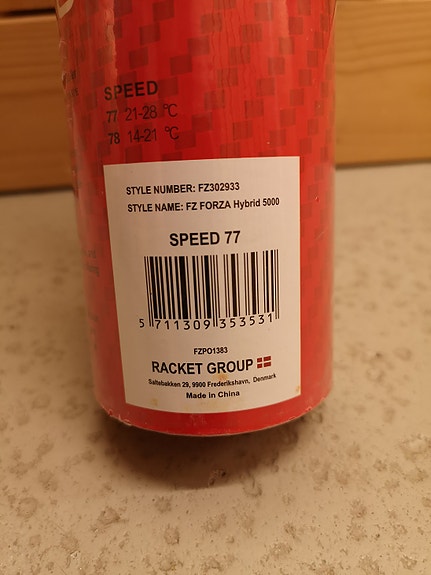 SPEED
77 21-28 °C
78 14-21 °C
STYLE NUMBER: FZ302933
STYLE NAME: FZ FORZA Hybrid 5000
SPEED 77
5 711309 353531
FZPO1383
RACKET GROUP
Saltebakken 29, 9900 Frederikshavn, Denmark
Made in China